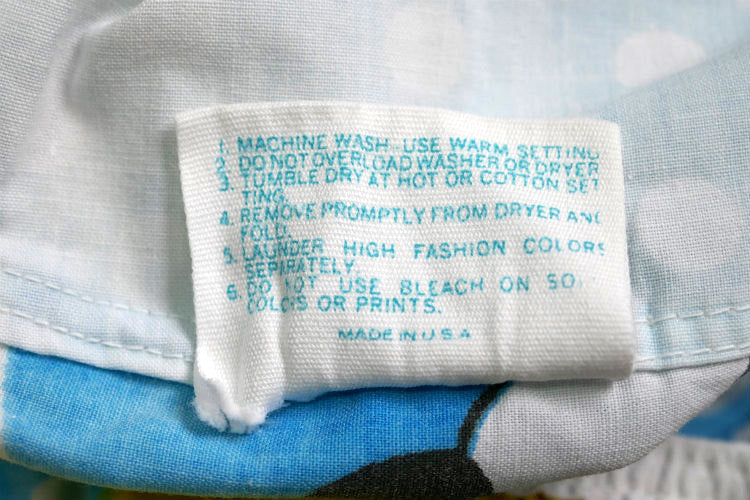 1. MACHINE WASH-USE WARM SETTING
2. DO NOT OVERLOAD WASHER OR DRYER
3. TUMBLE DRY AT HOT OR COTTON SET
TING.
4. REMOVE PROMPTLY FROM DRYER AND
FOLD.
5. LAUNDER HIGH FASHION COLORS
SEPARATELY.
6. DO NOT USE BLEACH ON
COLORS OR PRINTS.
MADE IN U S A